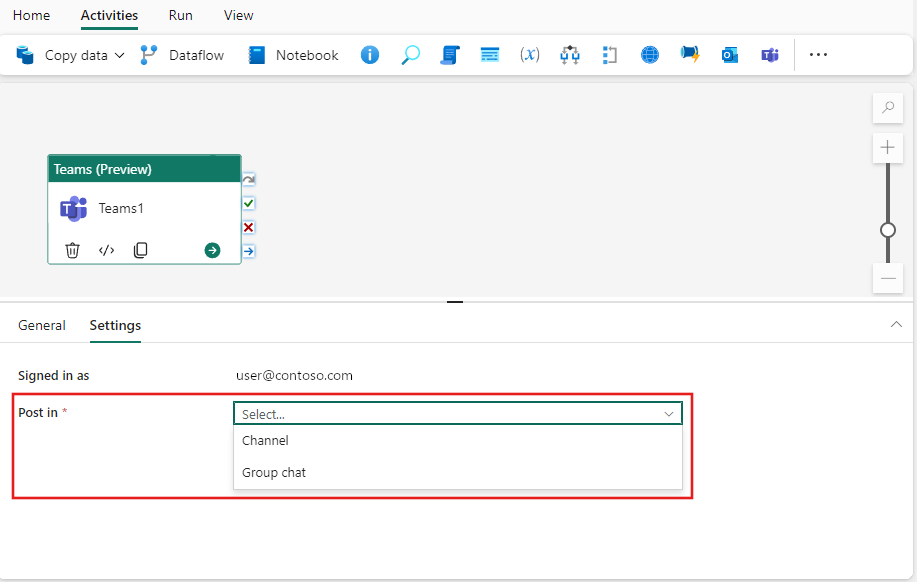 Home Activities Run View
Copy data Dataflow Notebook (x) ...
Teams (Preview)
Teams1
General Settings
Signed in as user@contoso.com
Post in * Select...
Channel
Group chat